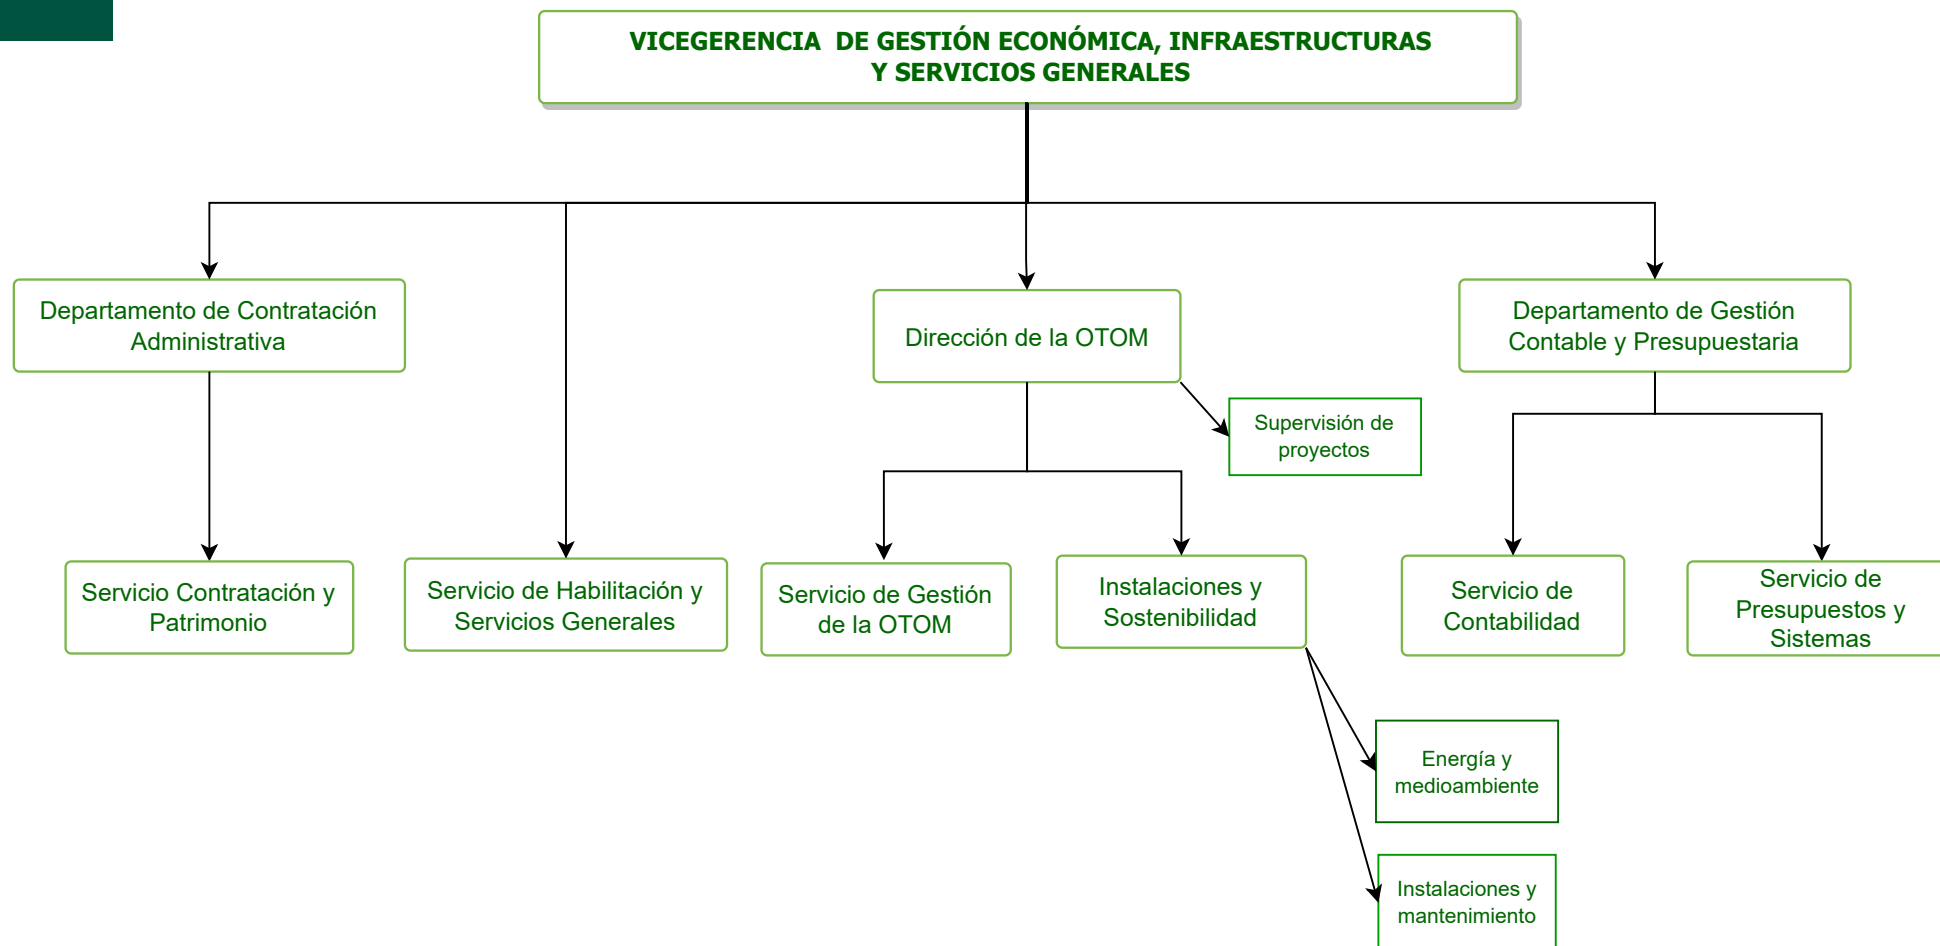 VICEGERENCIA DE GESTIÓN ECONÓMICA, INFRAESTRUCTURAS
Y SERVICIOS GENERALES
Departamento de Contratación
Administrativa
Dirección de la OTOM
Departamento de Gestión
Contable y Presupuestaria
Supervisión de
proyectos
Servicio Contratación y
Patrimonio
Servicio de Habilitación y
Servicios Generales
Servicio de Gestión
de la OTOM
Instalaciones y
Sostenibilidad
Servicio de
Contabilidad
Servicio de
Presupuestos y
Sistemas
Energía y
medioambiente
Instalaciones y
mantenimiento